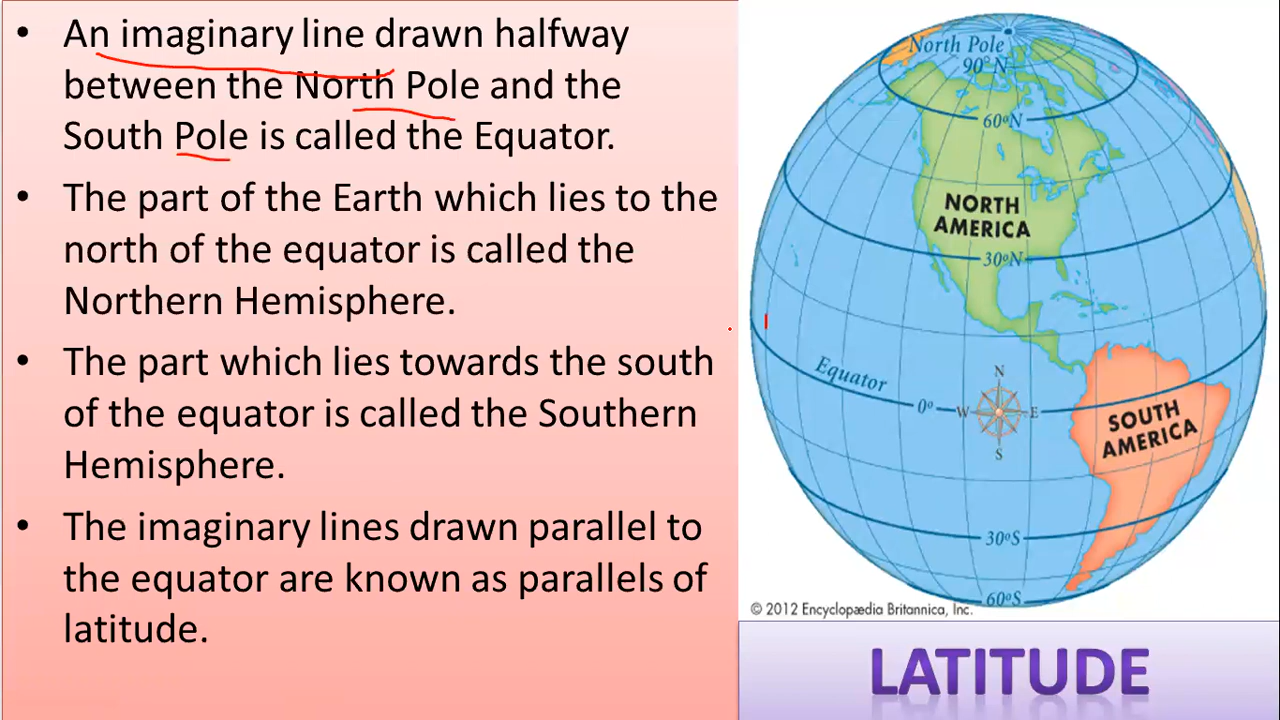 • An imaginary line drawn halfway
between the North Pole and the
South Pole is called the Equator.
• The part of the Earth which lies to the
north of the equator is called the
Northern Hemisphere.
• The part which lies towards the south
of the equator is called the Southern
Hemisphere.
• The imaginary lines drawn parallel to
the equator are known as parallels of
latitude.
North Pole
90°N
60°N
NORTH
AMERICA
30°N
Equator
0°
N
W E
S
SOUTH
AMERICA
30°S
60°S
© 2012 Encyclopædia Britannica, Inc.
LATITUDE